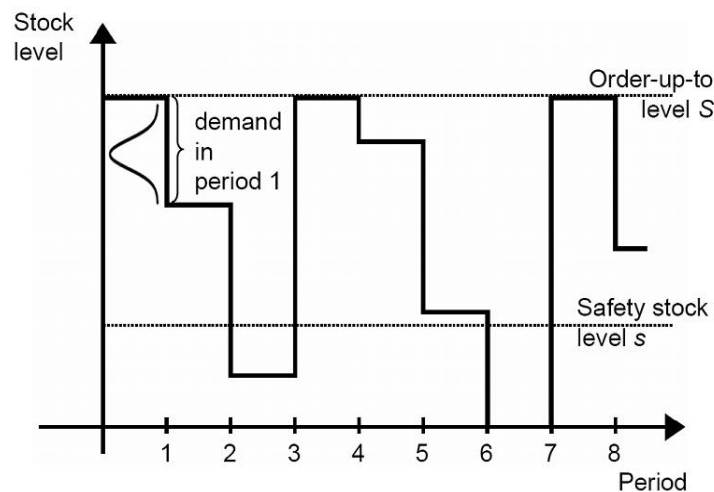 Stock
level
Order-up-to
level S
demand
in
period 1
Safety stock
level s
1 2 3 4 5 6 7 8
Period